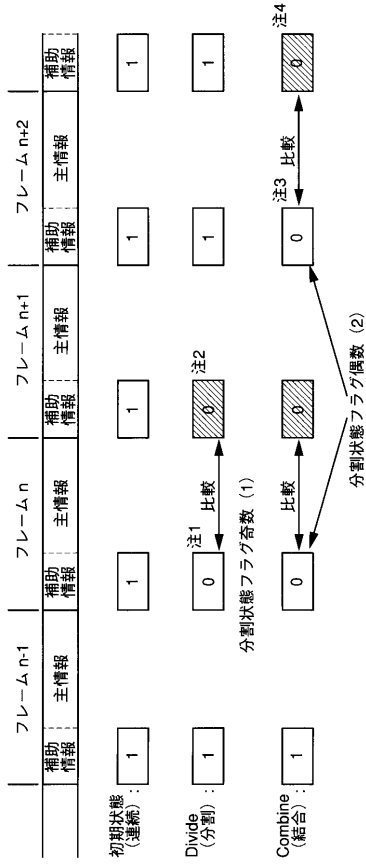 フレーム n-1 フレーム n フレーム n+1 フレーム n+2
補助情報 主情報 補助情報 主情報 補助情報 主情報 補助情報 主情報 補助情報
初期状態(連続): 1 1 1 1 1
注1 注2
Divide(分割): 1 0 比較 0 1 1
分割状態フラグ奇数 (1)
注3 注4
Combine(結合): 1 0 比較 0 0 比較 0
分割状態フラグ偶数 (2)